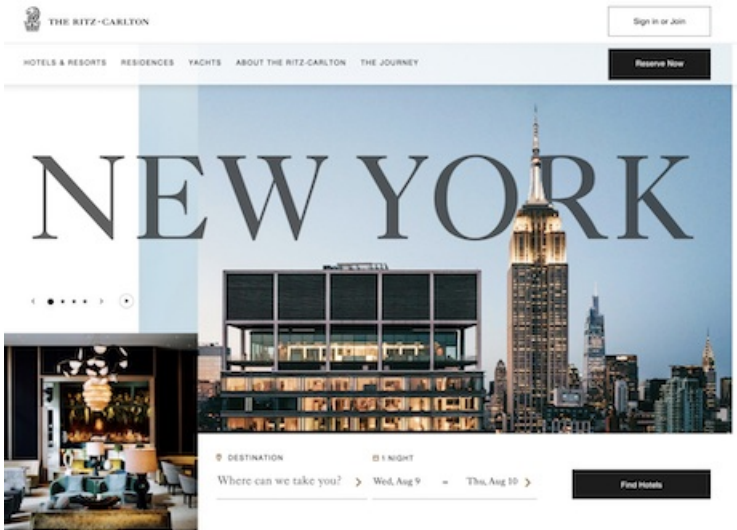 THE RITZ-CARLTON
Sign in or Join
HOTELS & RESORTS RESIDENCES YACHTS ABOUT THE RITZ-CARLTON THE JOURNEY
Reserve Now
NEW YORK
DESTINATION
1 NIGHT
Where can we take you?
Wed, Aug 9 – Thu, Aug 10
Find Hotels